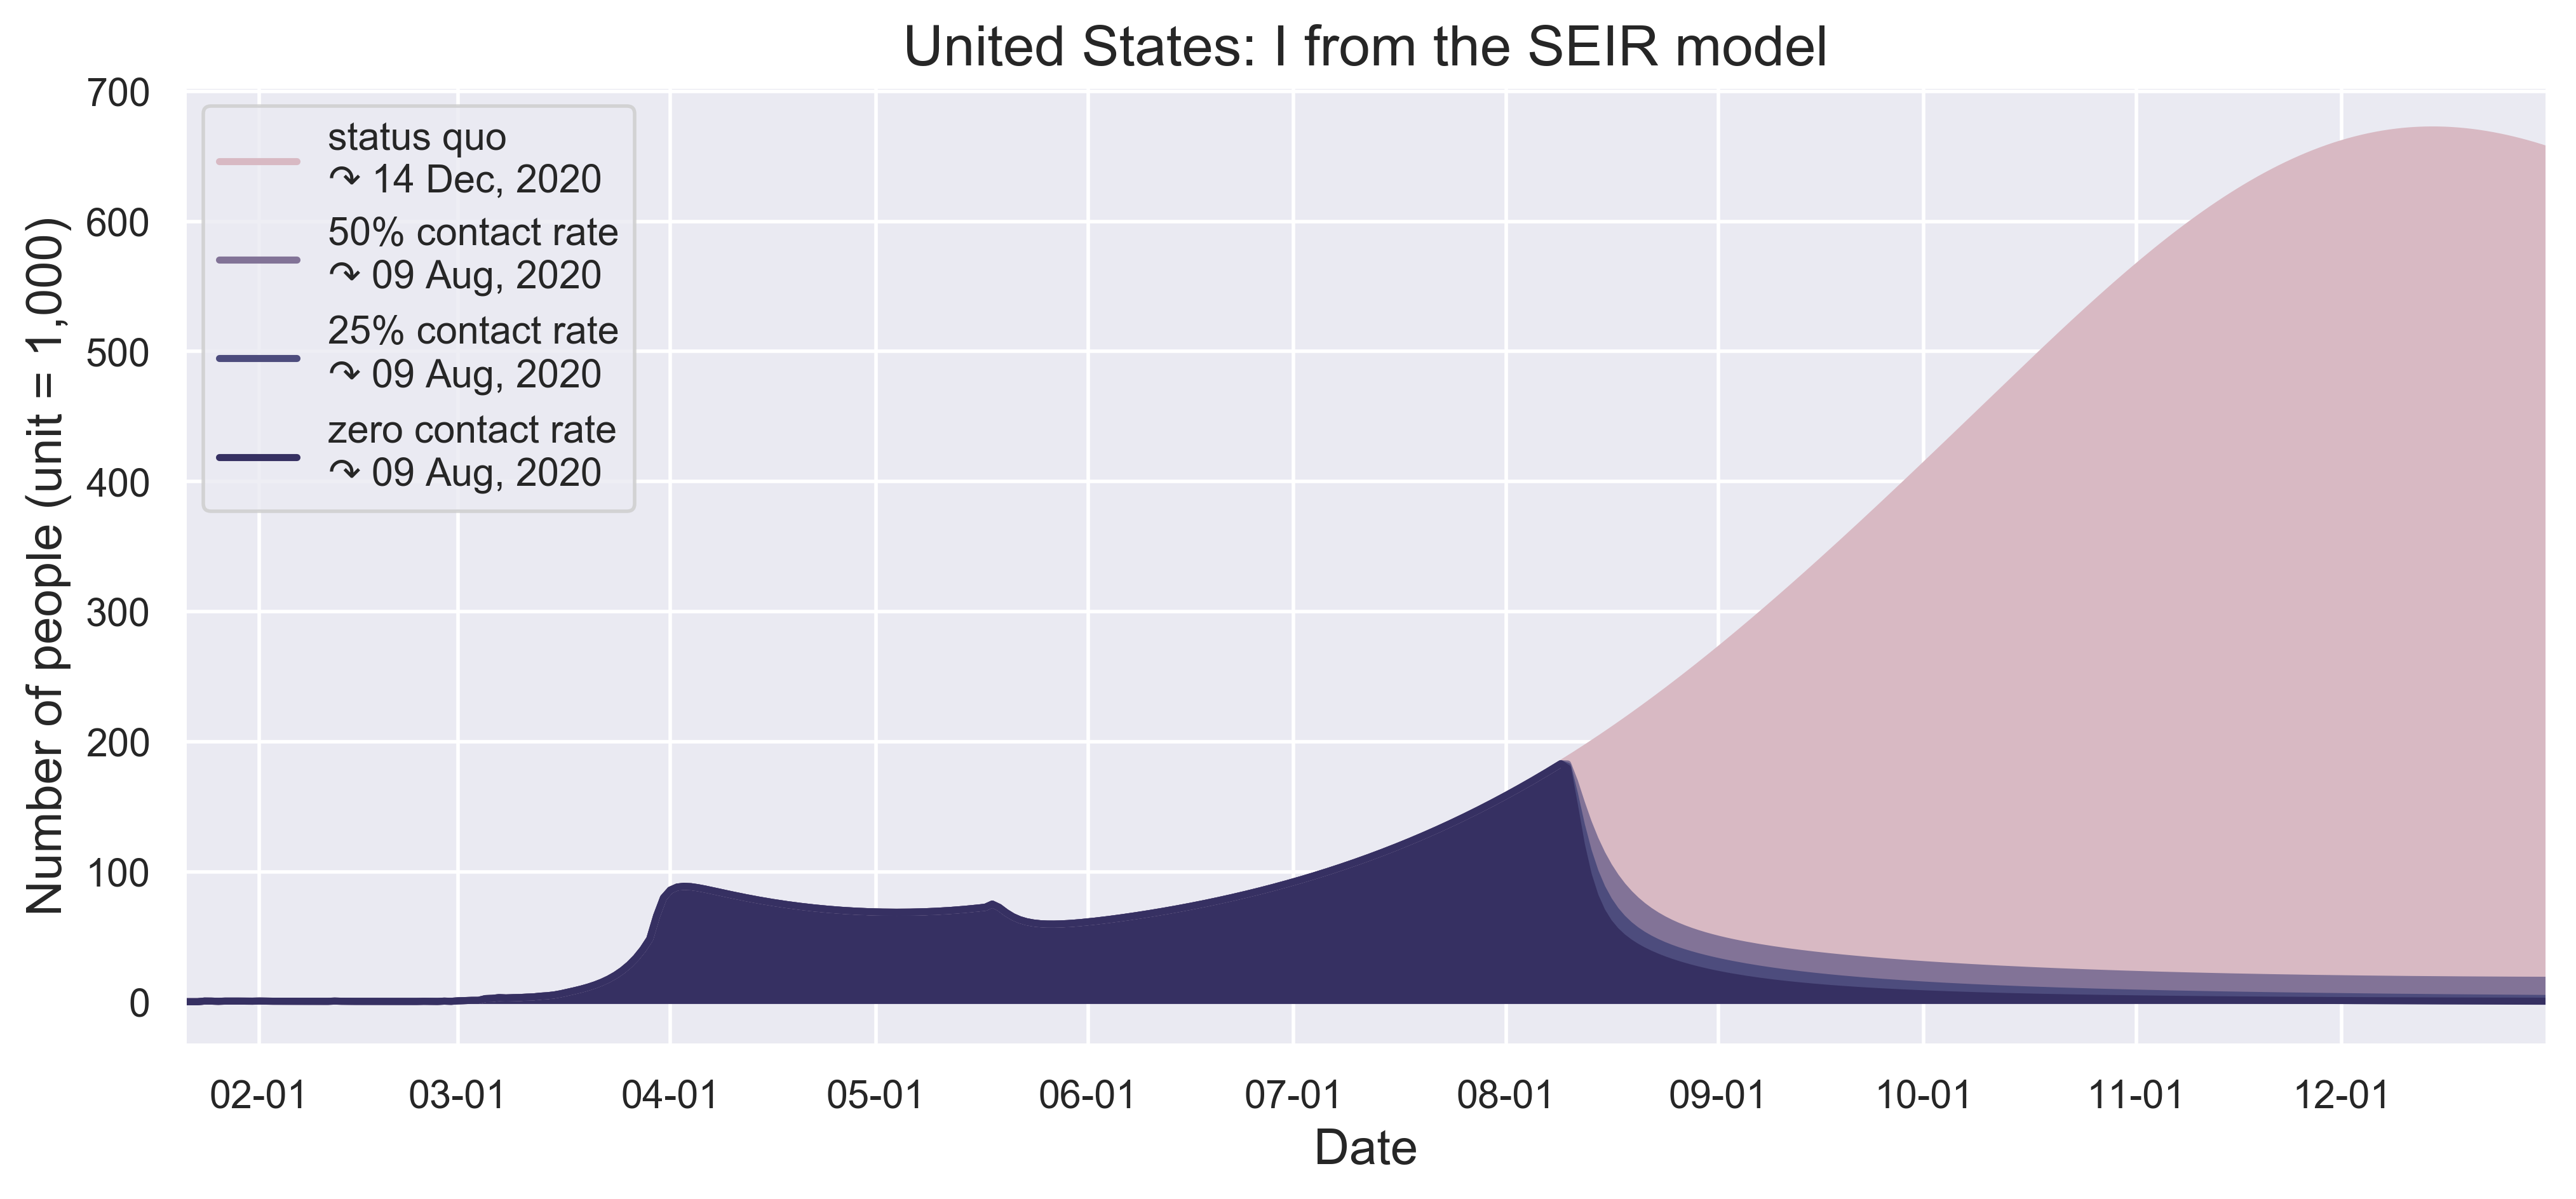 United States: I from the SEIR model
700
600
500
400
300
200
100
0
Number of people (unit = 1,000)
status quo
↷ 14 Dec, 2020
50% contact rate
↷ 09 Aug, 2020
25% contact rate
↷ 09 Aug, 2020
zero contact rate
↷ 09 Aug, 2020
02-01 03-01 04-01 05-01 06-01 07-01 08-01 09-01 10-01 11-01 12-01
Date